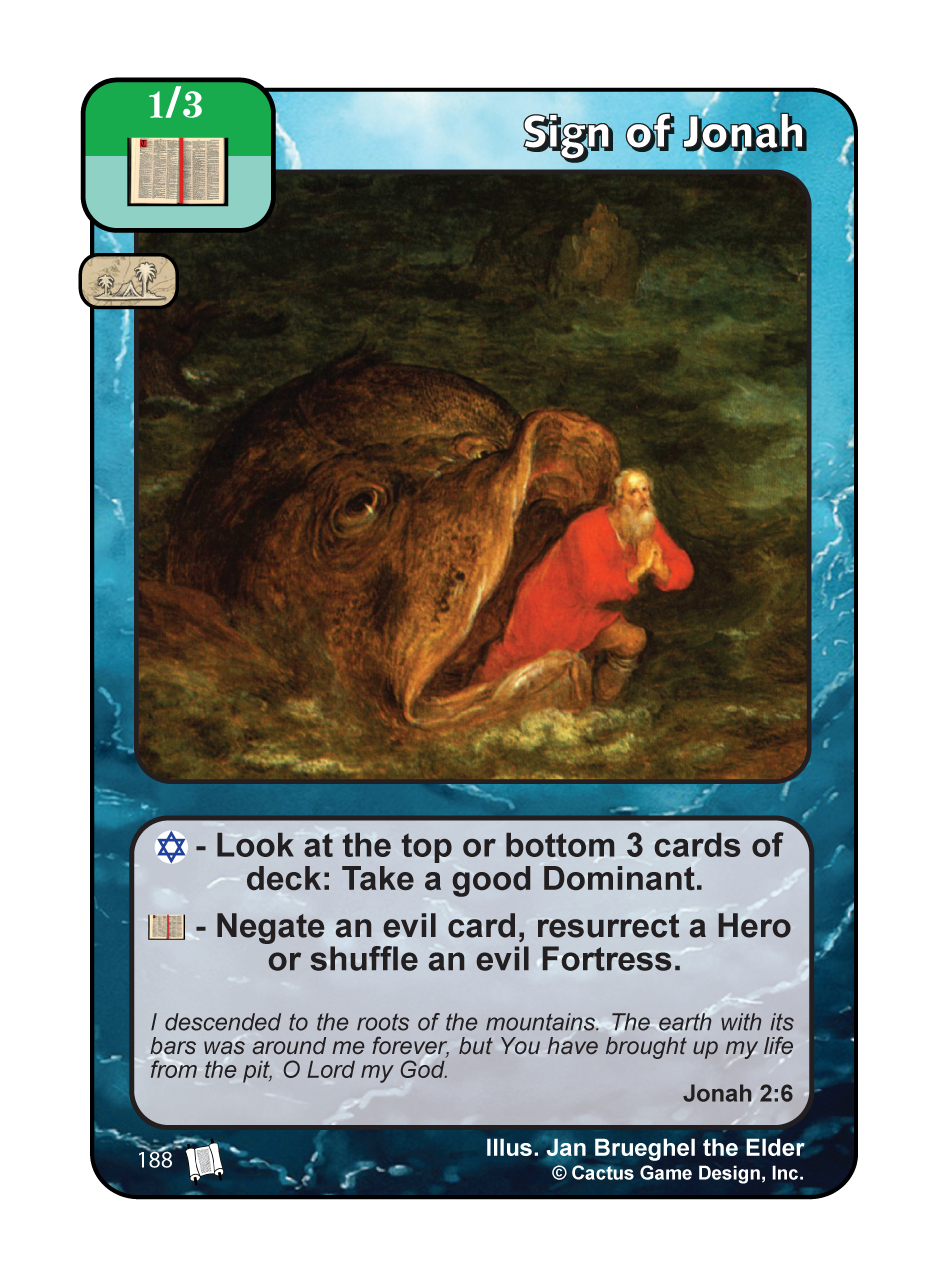 1/3
Sign of Jonah
- Look at the top or bottom 3 cards of
deck: Take a good Dominant.
- Negate an evil card, resurrect a Hero
or shuffle an evil Fortress.
I descended to the roots of the mountains. The earth with its
bars was around me forever, but You have brought up my life
from the pit, O Lord my God.
Jonah 2:6
188
Illus. Jan Brueghel the Elder
© Cactus Game Design, Inc.